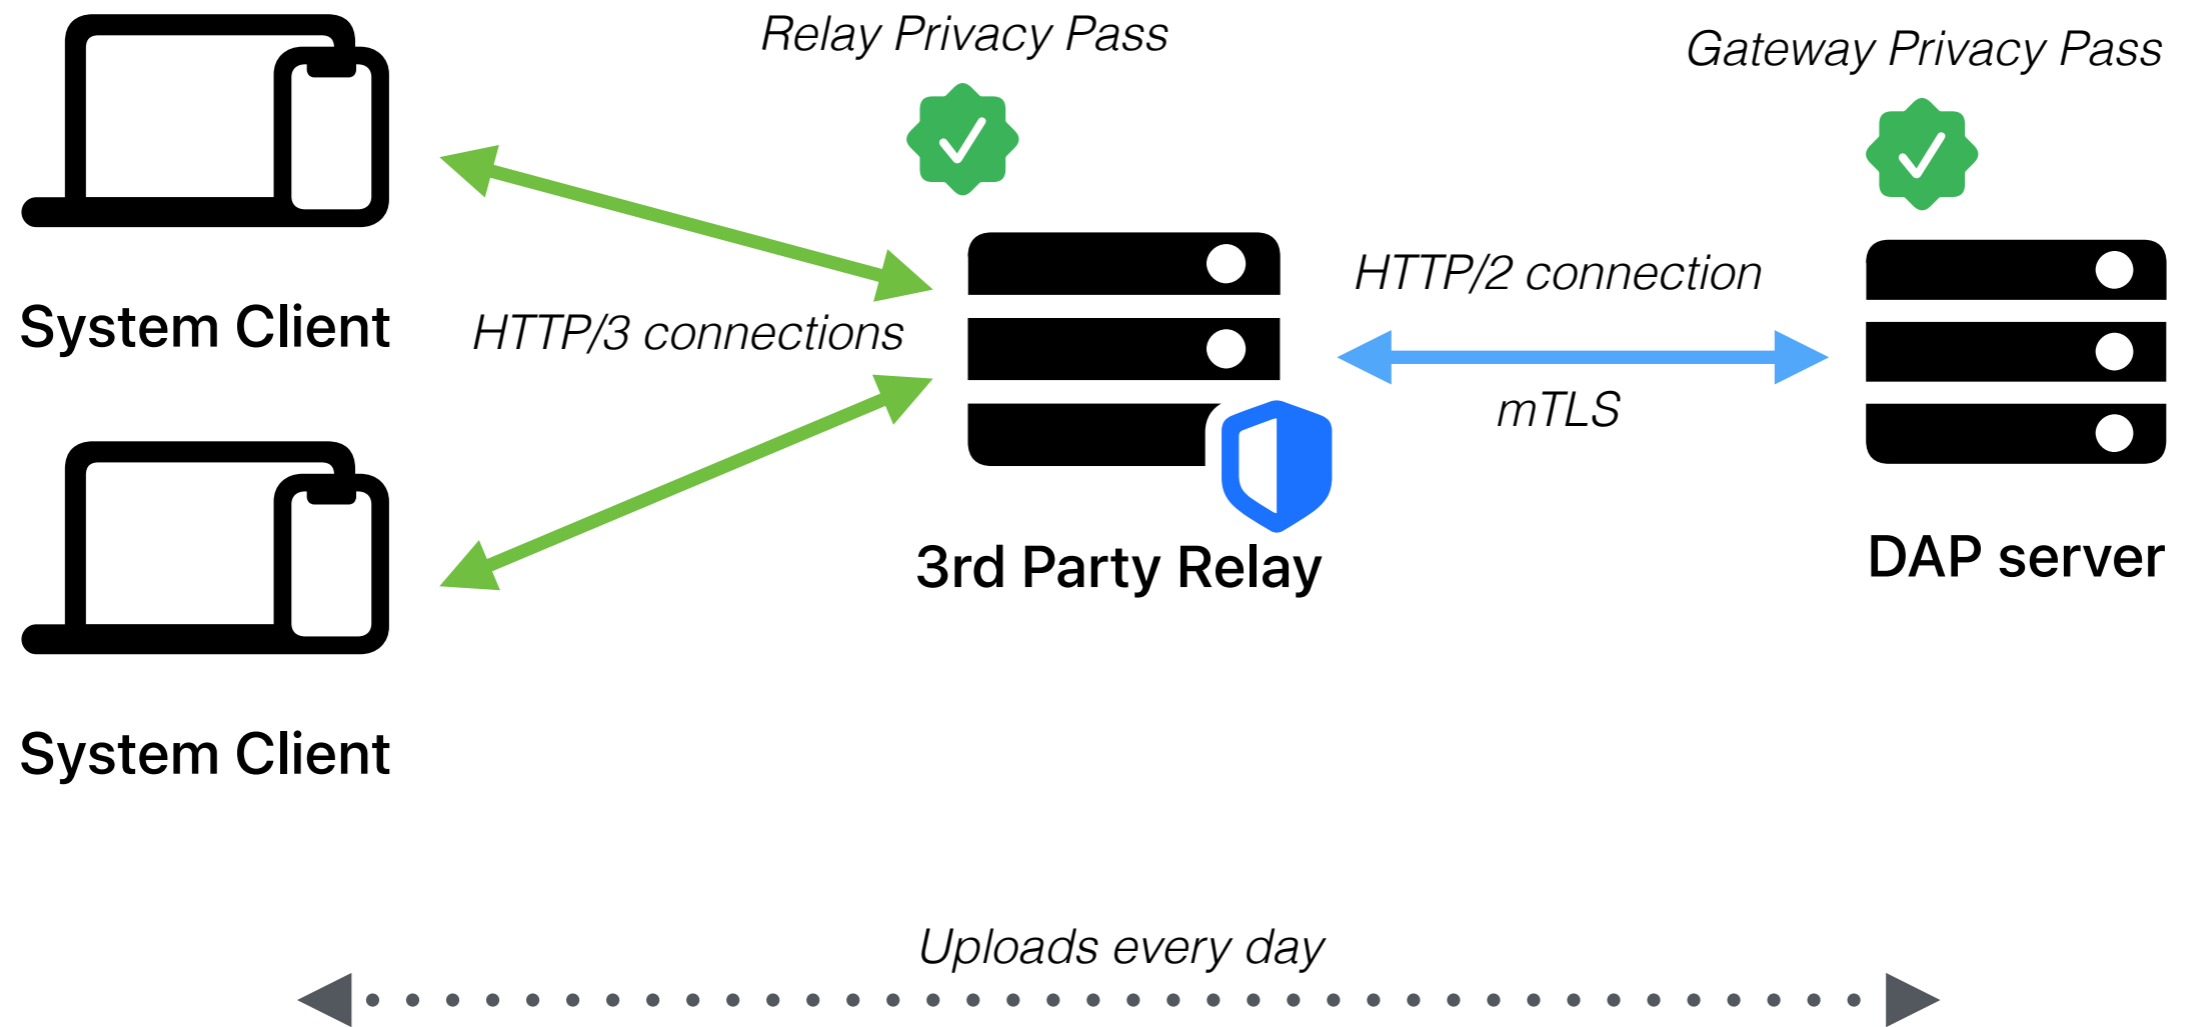 Relay Privacy Pass
Gateway Privacy Pass
System Client
HTTP/3 connections
HTTP/2 connection
mTLS
3rd Party Relay
DAP server
System Client
Uploads every day